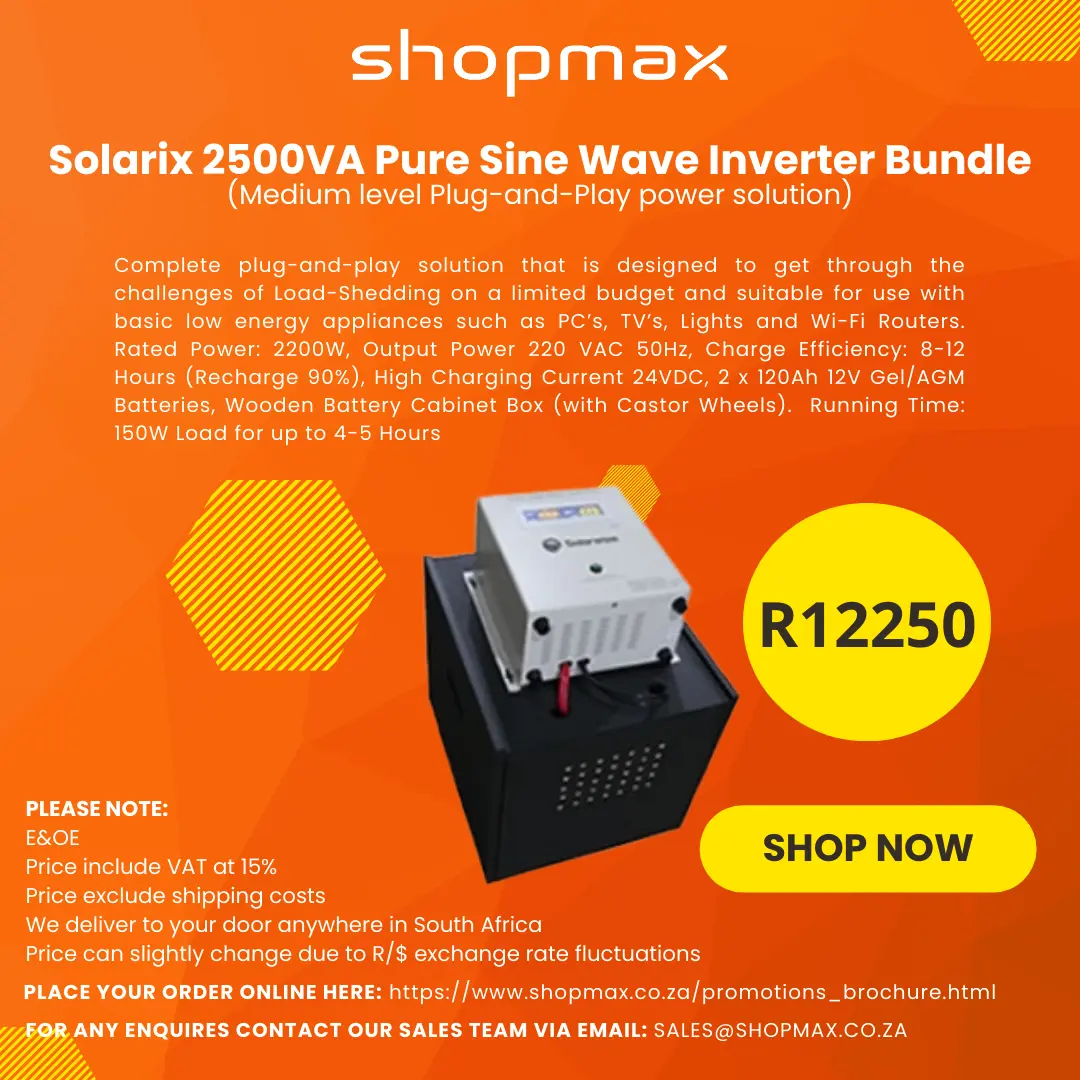 shopmax
Solarix 2500VA Pure Sine Wave Inverter Bundle
(Medium level Plug-and-Play power solution)
Complete plug-and-play solution that is designed to get through the
challenges of Load-Shedding on a limited budget and suitable for use with
basic low energy appliances such as PC's, TV's, Lights and Wi-Fi Routers.
Rated Power: 2200W, Output Power 220 VAC 50Hz, Charge Efficiency: 8-12
Hours (Recharge 90%), High Charging Current 24VDC, 2 x 120Ah 12V Gel/AGM
Batteries, Wooden Battery Cabinet Box (with Castor Wheels). Running Time:
150W Load for up to 4-5 Hours
R12250
SHOP NOW
PLEASE NOTE:
E&OE
Price include VAT at 15%
Price exclude shipping costs
We deliver to your door anywhere in South Africa
Price can slightly change due to R/$ exchange rate fluctuations
PLACE YOUR ORDER ONLINE HERE: https://www.shopmax.co.za/promotions_brochure.html
FOR ANY ENQUIRES CONTACT OUR SALES TEAM VIA EMAIL: SALES@SHOPMAX.CO.ZA